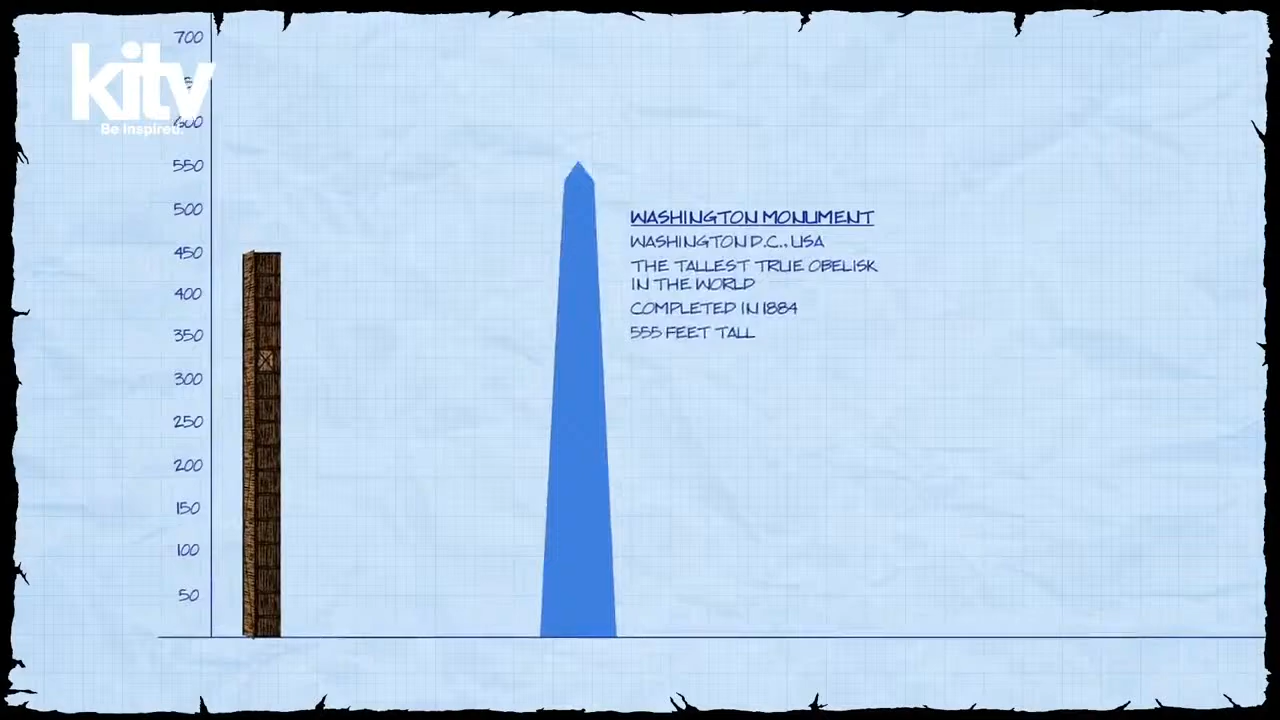 700
kitv
Be Inspired.
600
550
500
WASHINGTON MONUMENT
WASHINGTON D.C., USA
450
THE TALLEST TRUE OBELISK
IN THE WORLD
400
COMPLETED IN 1884
350
555 FEET TALL
300
250
200
150
100
50